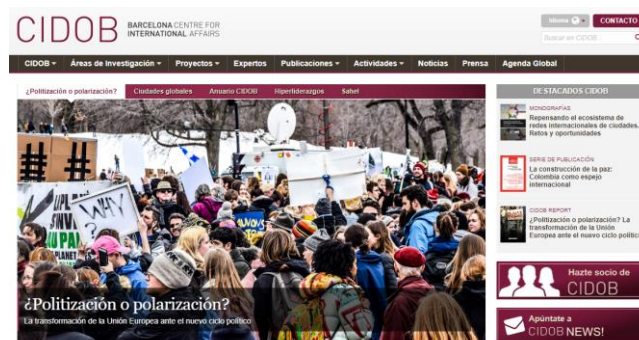 CIDOB
BARCELONA CENTRE FOR
INTERNATIONAL AFFAIRS
Idioma
CONTACTO
Buscar en CIDOB
CIDOB
Áreas de Investigación
Proyectos
Expertos
Publicaciones
Actividades
Noticias
Prensa
Agenda Global
¿Politización o polarización?
Ciudades globales
Anuario CIDOB
Hiperliderazgos
Sahel
WHY?
PLANET
¿Politización o polarización?
La transformación de la Unión Europea ante el nuevo ciclo político
DESTACADOS CIDOB
MONOGRAFÍAS
Repensando el ecosistema de
redes internacionales de ciudades.
Retos y oportunidades
SERIE DE PUBLICACIÓN
La construcción de la paz:
Colombia como espejo
internacional
CIDOB REPORT
¿Politización o polarización? La
transformación de la Unión
Europea ante el nuevo ciclo político
Hazte socio de
CIDOB
Apúntate a
CIDOB NEWS!